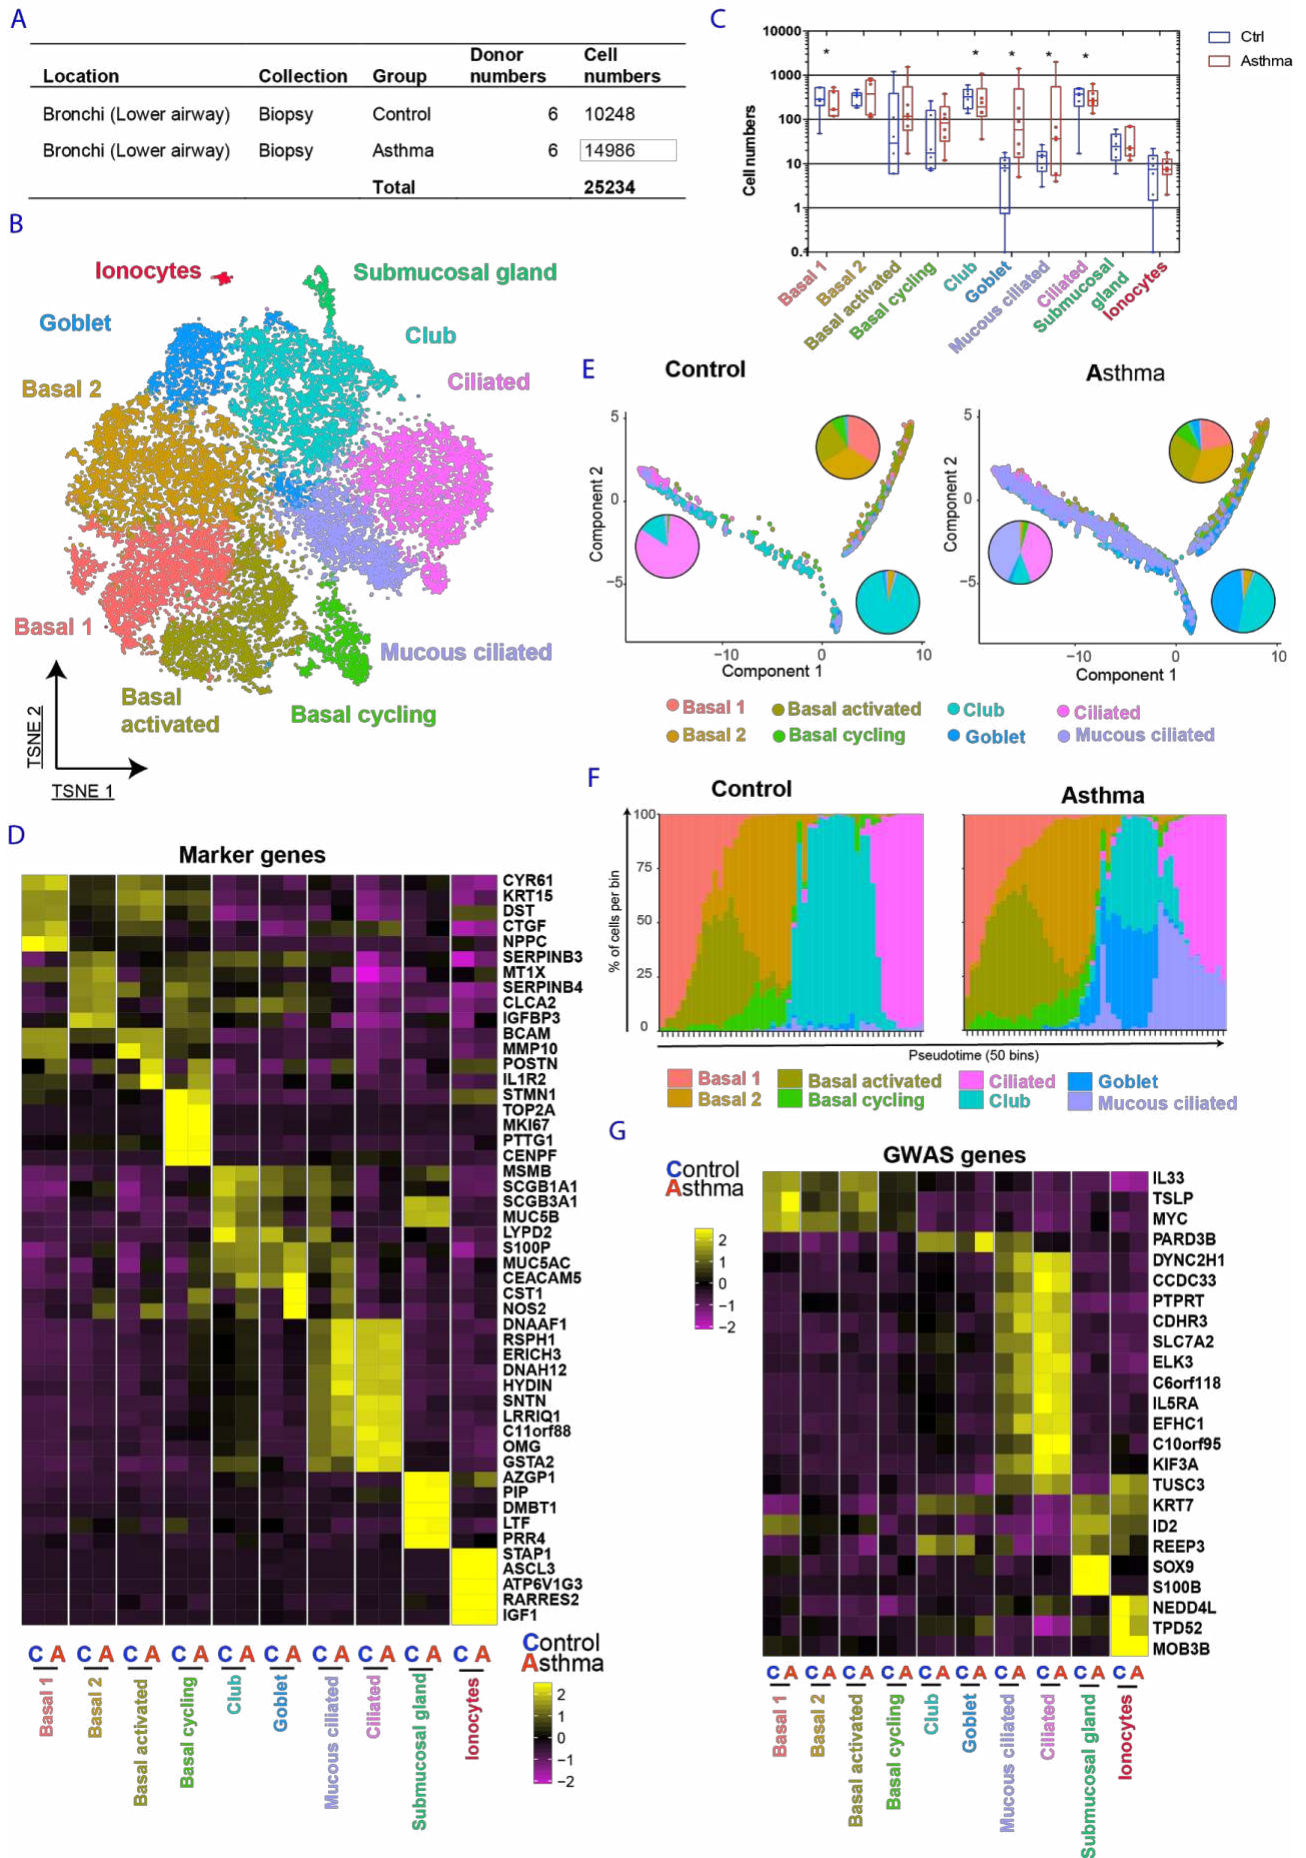 A
Donor Cell
Location Collection Group numbers numbers
Bronchi (Lower airway) Biopsy Control 6 10248
Bronchi (Lower airway) Biopsy Asthma 6 14986
Total 25234
B
Ionocytes
Submucosal gland
Goblet
Club
Basal 2
Ciliated
Basal 1
Mucous ciliated
Basal
activated
Basal cycling
TSNE 2
TSNE 1
C
Cell numbers
10000
1000
100
10
1
0.1
* * * * *
Ctrl
Asthma
Basal 1
Basal 2
Basal activated
Basal cycling
Club
Goblet
Mucous ciliated
Ciliated
Submucosal
gland
Ionocytes
D
Marker genes
CYR61
KRT15
DST
CTGF
NPPC
SERPINB3
MT1X
SERPINB4
CLCA2
IGFBP3
BCAM
MMP10
POSTN
IL1R2
STMN1
TOP2A
MKI67
PTTG1
CENPF
MSMB
SCGB1A1
SCGB3A1
MUC5B
LYPD2
S100P
MUC5AC
CEACAM5
CST1
NOS2
DNAAF1
RSPH1
ERICH3
DNAH12
HYDIN
SNTN
LRRIQ1
C11orf88
OMG
GSTA2
AZGP1
PIP
DMBT1
LTF
PRR4
STAP1
ASCL3
ATP6V1G3
RARRES2
IGF1
C A C A C A C A C A C A C A C A C A C A
Basal 1
Basal 2
Basal activated
Basal cycling
Club
Goblet
Mucous ciliated
Ciliated
Submucosal gland
Ionocytes
Control
Asthma
2
1
0
−1
−2
E
Control
Asthma
Component 2
5
0
−5
−10 0 10
Component 1
Component 2
5
0
−5
−10 0 10
Component 1
Basal 1 Basal activated Club Ciliated
Basal 2 Basal cycling Goblet Mucous ciliated
F
Control
Asthma
% of cells per bin
100
75
50
25
0
Pseudotime (50 bins)
Basal 1 Basal activated Ciliated Goblet
Basal 2 Basal cycling Club Mucous ciliated
G
GWAS genes
Control
Asthma
2
1
0
−1
−2
IL33
TSLP
MYC
PARD3B
DYNC2H1
CCDC33
PTPRT
CDHR3
SLC7A2
ELK3
C6orf118
IL5RA
EFHC1
C10orf95
KIF3A
TUSC3
KRT7
ID2
REEP3
SOX9
S100B
NEDD4L
TPD52
MOB3B
C A C A C A C A C A C A C A C A C A C A
Basal 1
Basal 2
Basal activated
Basal cycling
Club
Goblet
Mucous ciliated
Ciliated
Submucosal gland
Ionocytes